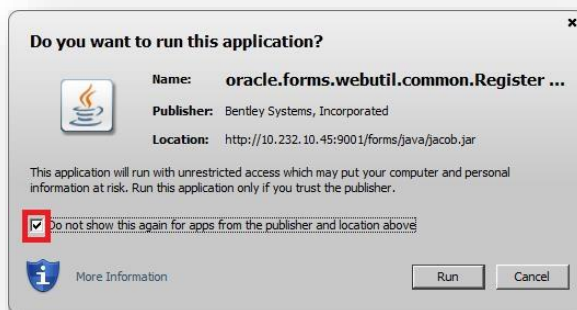 x
Do you want to run this application?
Name: oracle.forms.webutil.common.Register ...
Publisher: Bentley Systems, Incorporated
Location: http://10.232.10.45:9001/forms/java/jacob.jar
This application will run with unrestricted access which may put your computer and personal
information at risk. Run this application only if you trust the publisher.
Do not show this again for apps from the publisher and location above
More Information
Run
Cancel